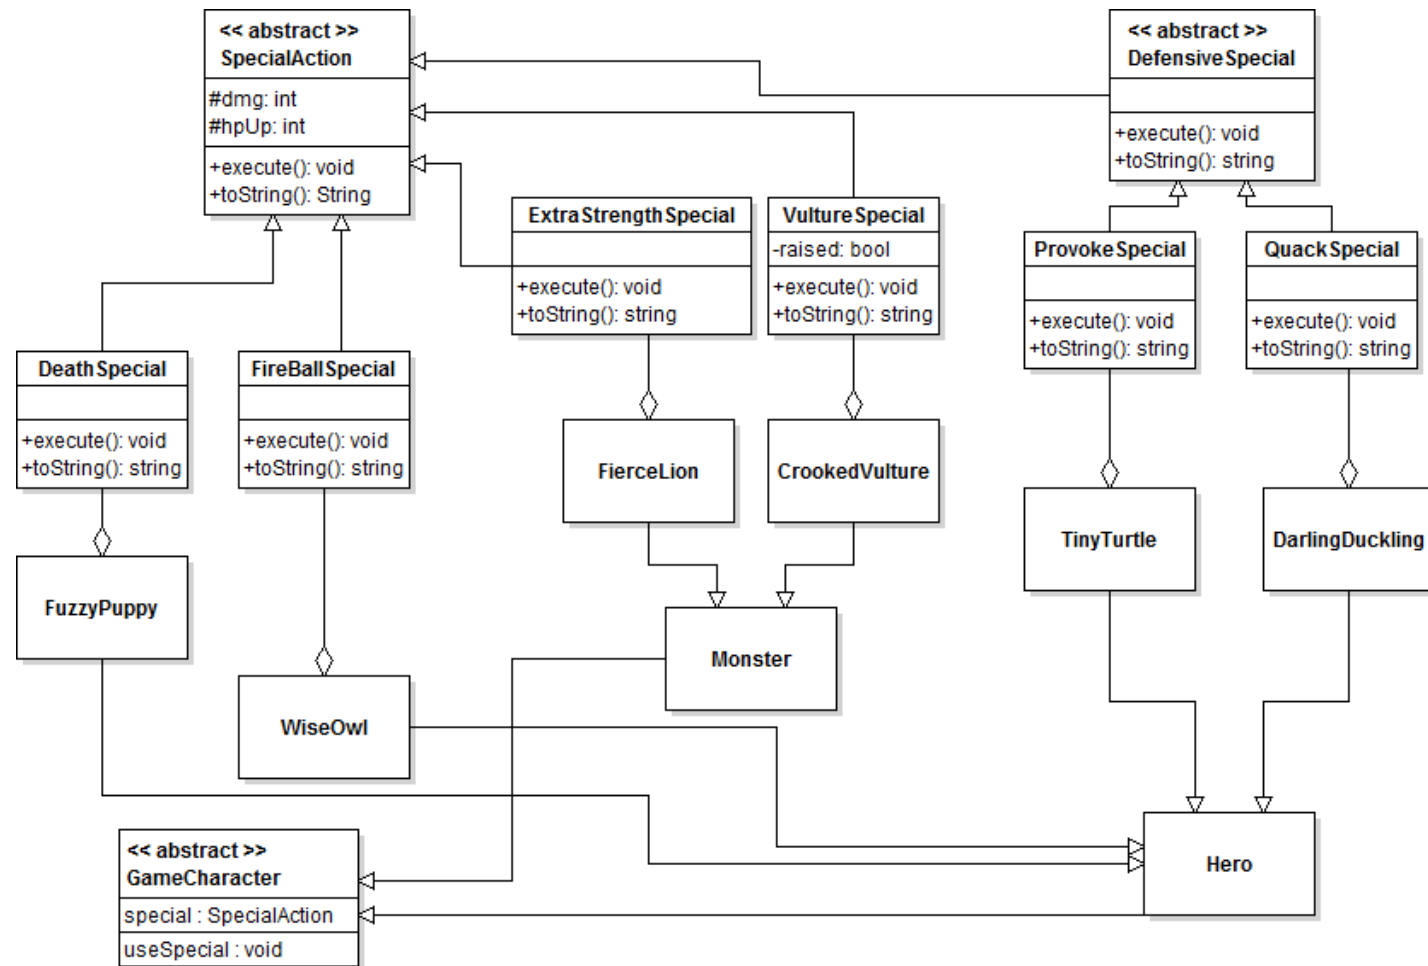 << abstract >>
SpecialAction
#dmg: int
#hpUp: int
+execute(): void
+toString(): String
<< abstract >>
DefensiveSpecial
+execute(): void
+toString(): string
ExtraStrengthSpecial
+execute(): void
+toString(): string
VultureSpecial
-raised: bool
+execute(): void
+toString(): string
ProvokeSpecial
+execute(): void
+toString(): string
QuackSpecial
+execute(): void
+toString(): string
DeathSpecial
+execute(): void
+toString(): string
FireBallSpecial
+execute(): void
+toString(): string
FierceLion
CrookedVulture
TinyTurtle
DarlingDuckling
FuzzyPuppy
Monster
WiseOwl
<< abstract >>
GameCharacter
special : SpecialAction
useSpecial : void
Hero